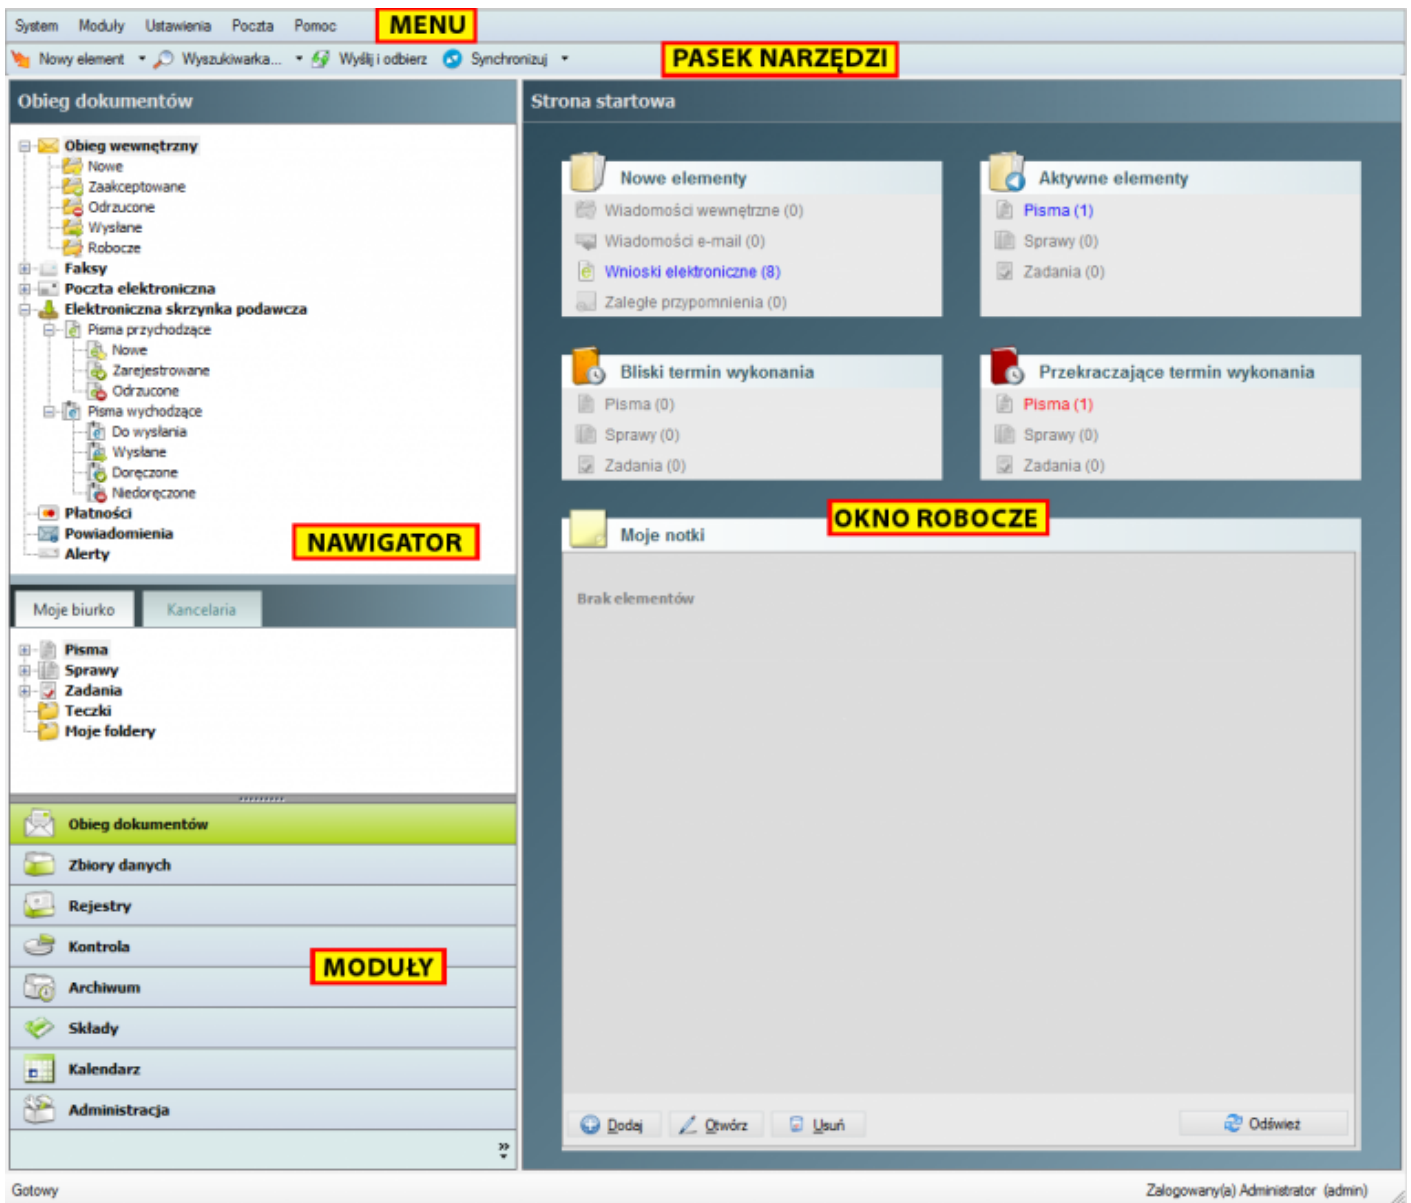 System Moduły Ustawienia Poczta Pomoc MENU
Nowy element Wyszukiwarka... Wyślij i odbierz Synchronizuj PASEK NARZĘDZI
Obieg dokumentów
Obieg wewnętrzny
Nowe
Zaakceptowane
Odrzucone
Wysłane
Robocze
Faksy
Poczta elektroniczna
Elektroniczna skrzynka podawcza
Pisma przychodzące
Nowe
Zarejestrowane
Odrzucone
Pisma wychodzące
Do wysłania
Wysłane
Doręczone
Niedoręczone
Płatności
Powiadomienia
Alerty
NAWIGATOR
Moje biurko Kancelaria
Pisma
Sprawy
Zadania
Teczki
Moje foldery
Obieg dokumentów
Zbiory danych
Rejestry
Kontrola
MODUŁY
Archiwum
Składy
Kalendarz
Administracja
Strona startowa
Nowe elementy
Wiadomości wewnętrzne (0)
Wiadomości e-mail (0)
Wnioski elektroniczne (8)
Zaległe przypomnienia (0)
Aktywne elementy
Pisma (1)
Sprawy (0)
Zadania (0)
Bliski termin wykonania
Pisma (0)
Sprawy (0)
Zadania (0)
Przekraczające termin wykonania
Pisma (1)
Sprawy (0)
Zadania (0)
OKNO ROBOCZE
Moje notki
Brak elementów
Dodaj Otwórz Usuń Odśwież
Gotowy Zalogowany(a) Administrator (admin)